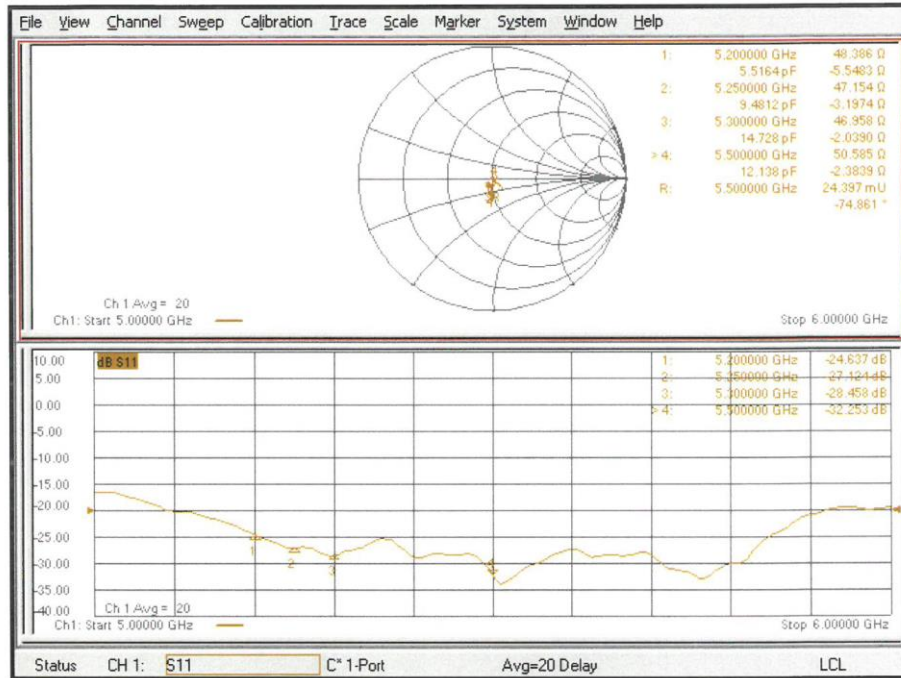 File View Channel Sweep Calibration Trace Scale Marker System Window Help
1: 5.200000 GHz 48.386 Ω
5.5164 pF -5.5483 Ω
2: 5.250000 GHz 47.154 Ω
9.4812 pF -3.1974 Ω
3: 5.300000 GHz 46.958 Ω
14.728 pF -2.0390 Ω
> 4: 5.500000 GHz 50.585 Ω
12.138 pF -2.3839 Ω
R: 5.500000 GHz 24.397 mU
-74.861 °
Ch 1 Avg = 20
Ch1: Start 5.00000 GHz Stop 6.00000 GHz
10.00 dB S11 1: 5.200000 GHz -24.637 dB
5.00 2: 5.250000 GHz -27.124 dB
0.00 3: 5.300000 GHz -28.458 dB
-5.00 > 4: 5.500000 GHz -32.253 dB
-10.00
-15.00
-20.00
-25.00
-30.00
-35.00
-40.00
1 2 3 4
Ch 1 Avg = 20
Ch1: Start 5.00000 GHz Stop 6.00000 GHz
Status CH 1: S11 C* 1-Port Avg=20 Delay LCL